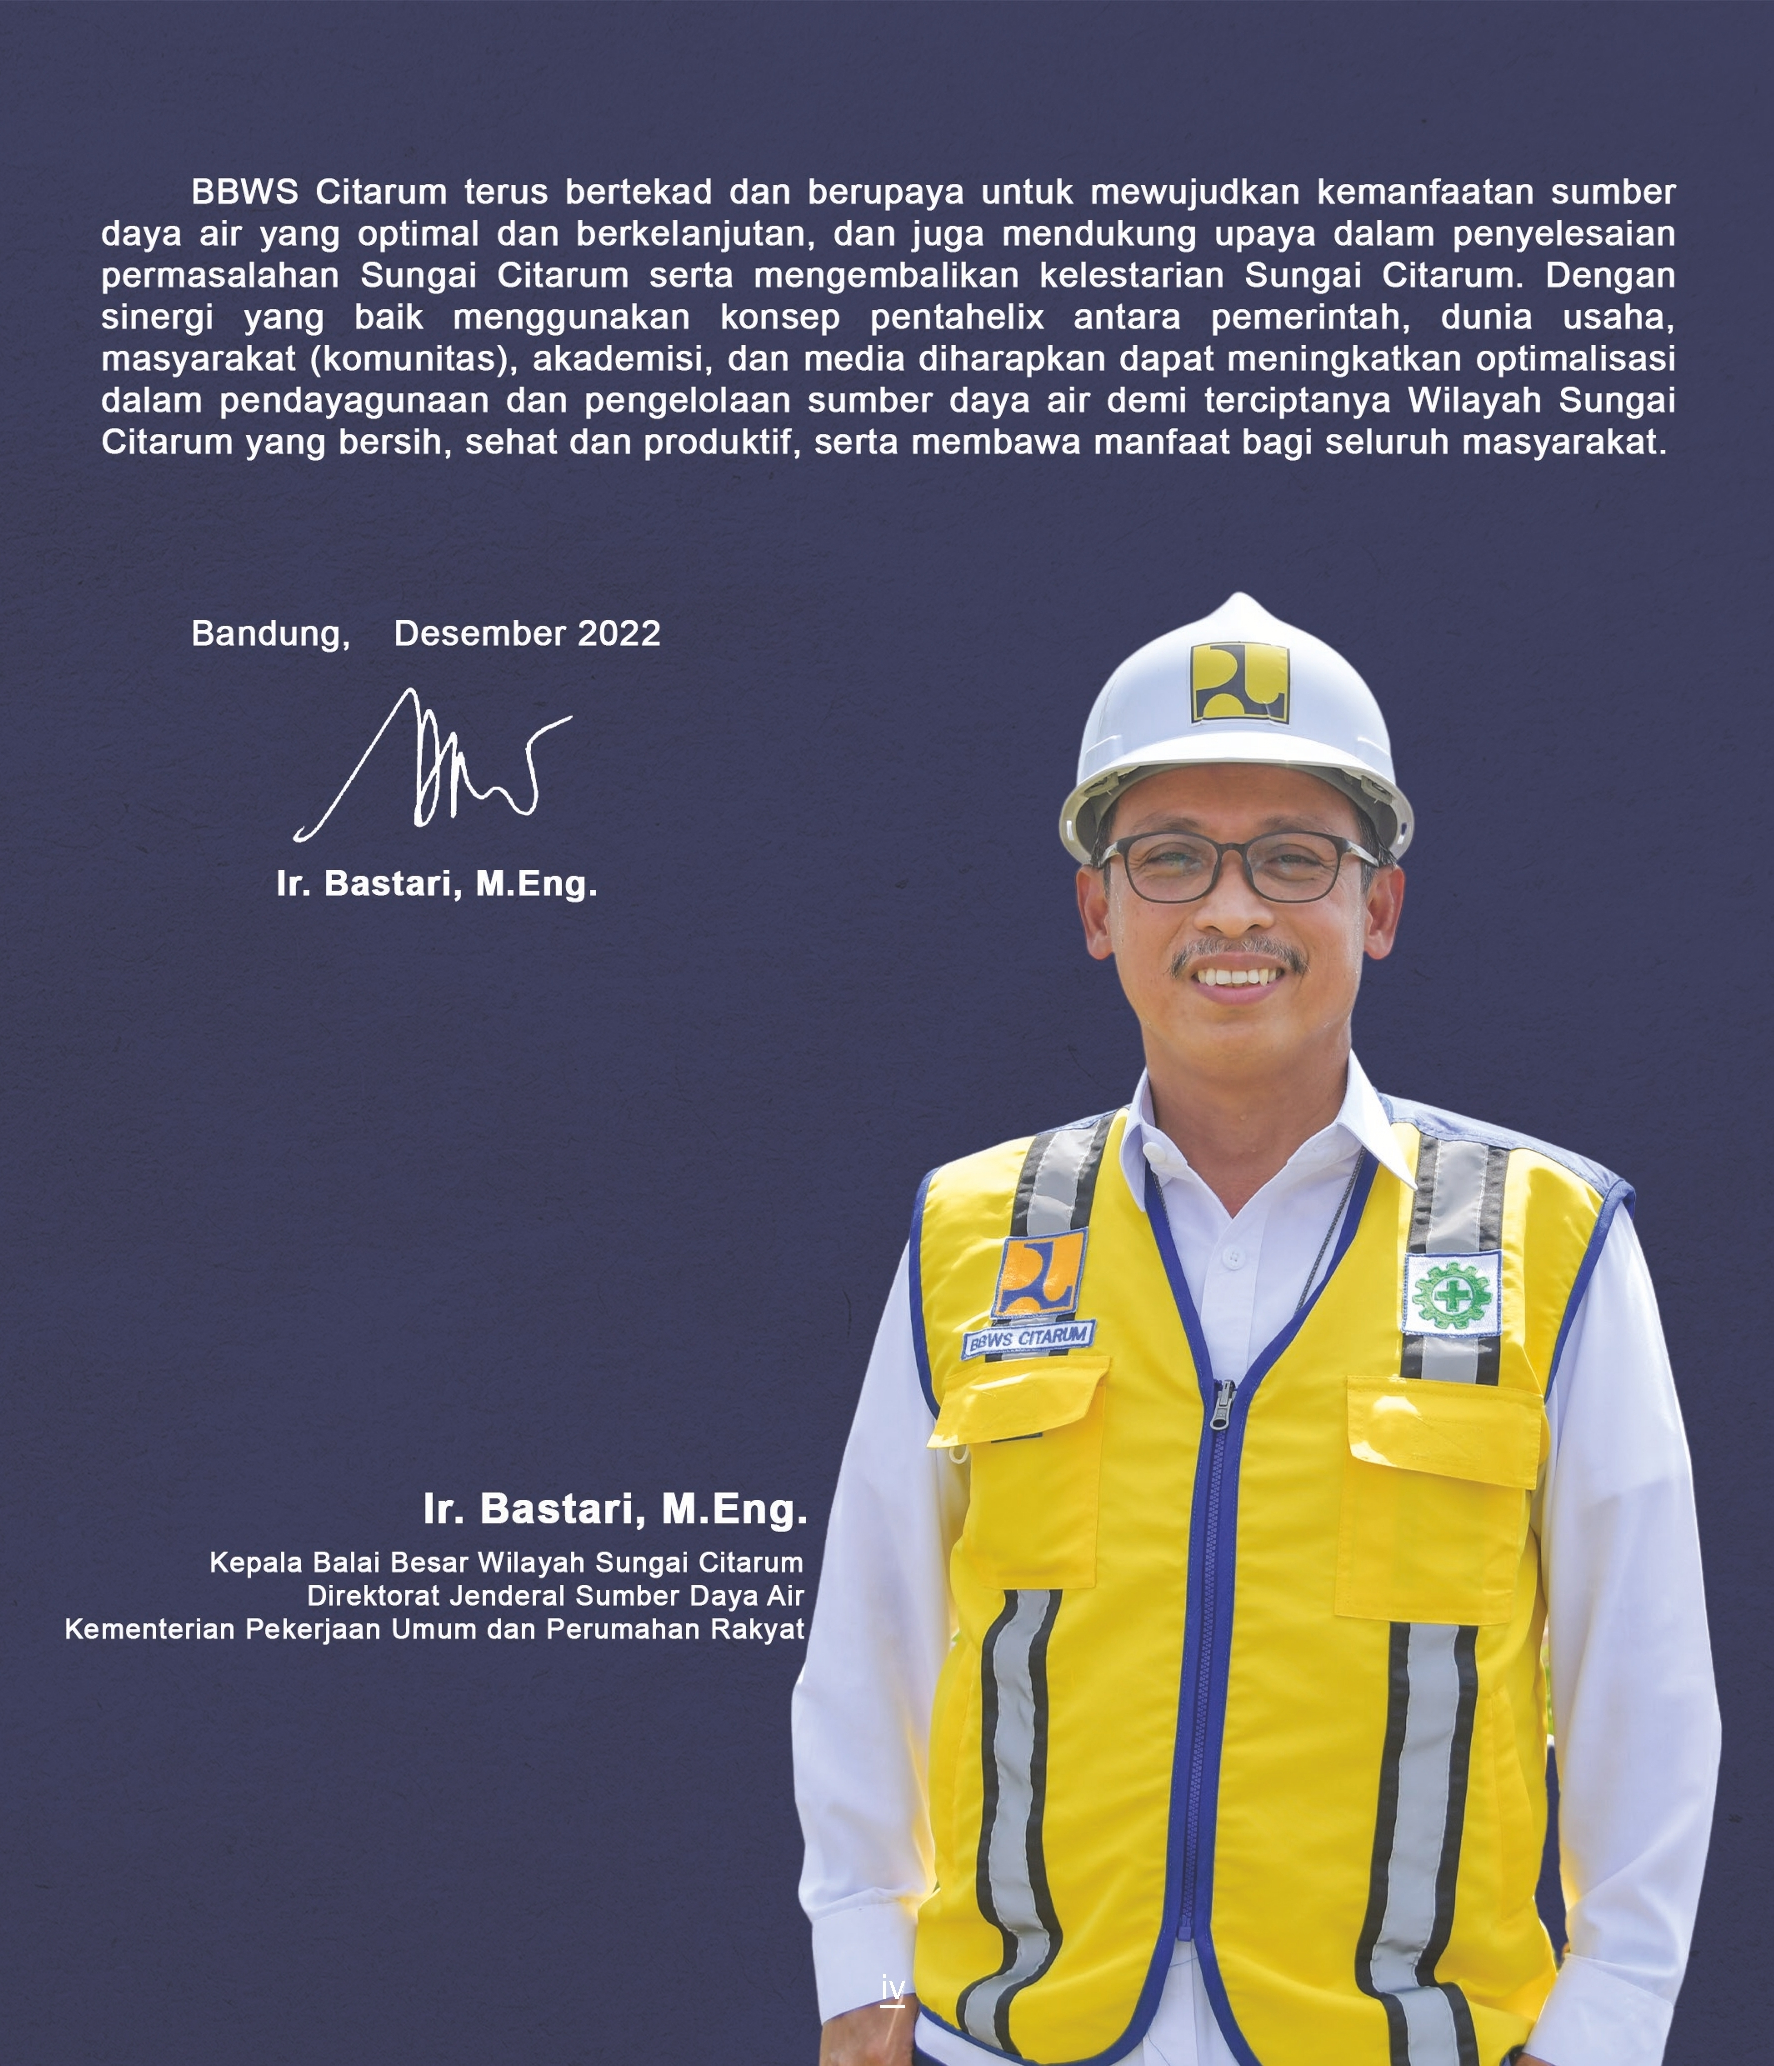 BBWS Citarum terus bertekad dan berupaya untuk mewujudkan kemanfaatan sumber
daya air yang optimal dan berkelanjutan, dan juga mendukung upaya dalam penyelesaian
permasalahan Sungai Citarum serta mengembalikan kelestarian Sungai Citarum. Dengan
sinergi yang baik menggunakan konsep pentahelix antara pemerintah, dunia usaha,
masyarakat (komunitas), akademisi, dan media diharapkan dapat meningkatkan optimalisasi
dalam pendayagunaan dan pengelolaan sumber daya air demi terciptanya Wilayah Sungai
Citarum yang bersih, sehat dan produktif, serta membawa manfaat bagi seluruh masyarakat.
Bandung, Desember 2022
Ir. Bastari, M.Eng.
BBWS CITARUM
Ir. Bastari, M.Eng.
Kepala Balai Besar Wilayah Sungai Citarum
Direktorat Jenderal Sumber Daya Air
Kementerian Pekerjaan Umum dan Perumahan Rakyat
iv